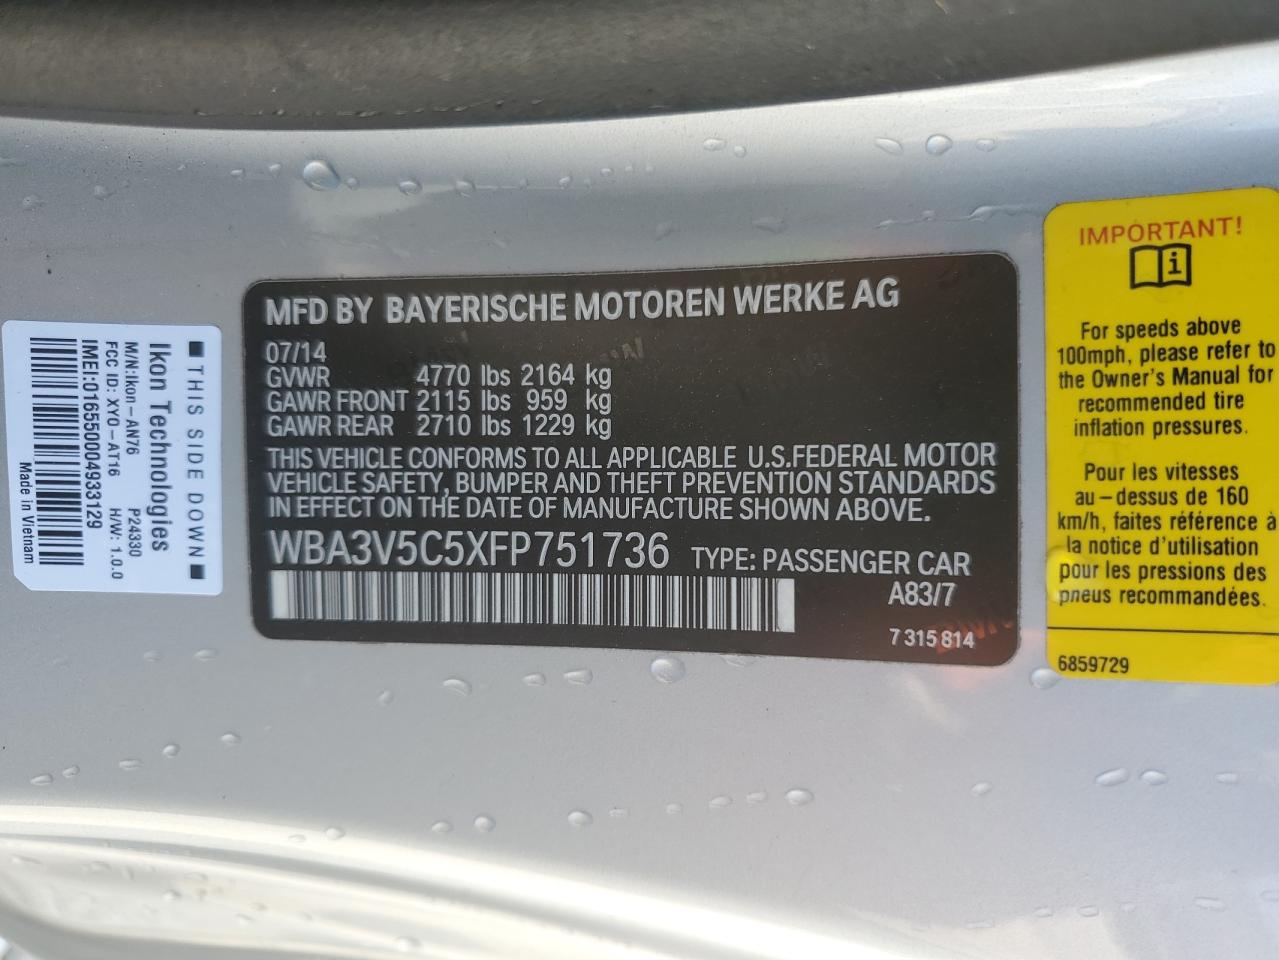 ■ THIS SIDE DOWN ■
Ikon Technologies
M/N:Ikon-AN76 P24330
FCC ID: XYO-AT16 H/W: 1.0.0
IMEI:016550004933129
Made in Vietnam
MFD BY BAYERISCHE MOTOREN WERKE AG
07/14
GVWR 4770 lbs 2164 kg
GAWR FRONT 2115 lbs 959 kg
GAWR REAR 2710 lbs 1229 kg
THIS VEHICLE CONFORMS TO ALL APPLICABLE U.S.FEDERAL MOTOR
VEHICLE SAFETY, BUMPER AND THEFT PREVENTION STANDARDS
IN EFFECT ON THE DATE OF MANUFACTURE SHOWN ABOVE.
WBA3V5C5XFP751736 TYPE: PASSENGER CAR
A83/7
7 315 814
IMPORTANT!
i
For speeds above
100mph, please refer to
the Owner's Manual for
recommended tire
inflation pressures.
Pour les vitesses
au-dessus de 160
km/h, faites référence à
la notice d'utilisation
pour les pressions des
pneus recommandées.
6859729